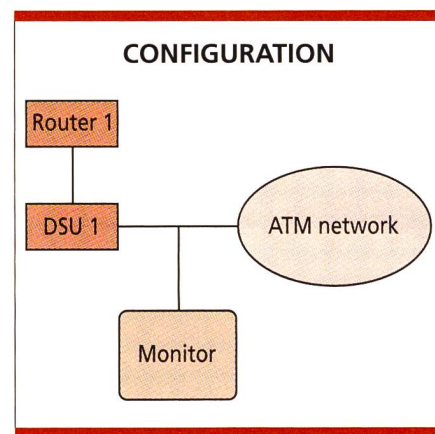 CONFIGURATION
Router 1
DSU 1
ATM network
Monitor